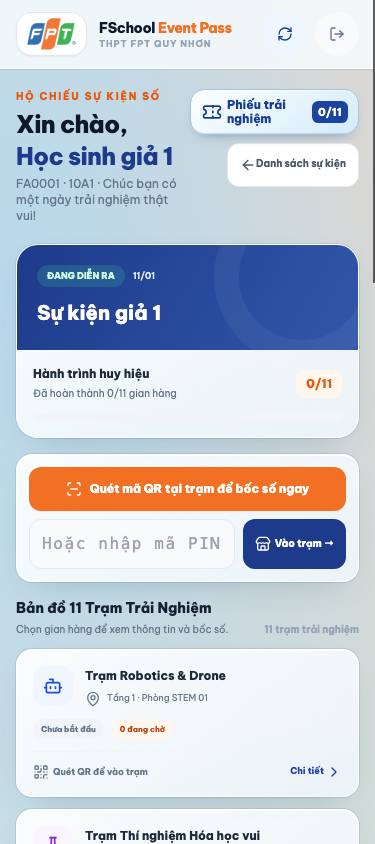 FPT
FSchool Event Pass
THPT FPT QUY NHƠN
HỘ CHIẾU SỰ KIỆN SỐ
Xin chào,
Học sinh giả 1
FA0001 · 10A1 · Chúc bạn có
một ngày trải nghiệm thật
vui!
Phiếu trải
nghiệm
0/11
← Danh sách sự kiện
ĐANG DIỄN RA
11/01
Sự kiện giả 1
Hành trình huy hiệu
Đã hoàn thành 0/11 gian hàng
0/11
Quét mã QR tại trạm để bốc số ngay
Hoặc nhập mã PIN
Vào trạm →
Bản đồ 11 Trạm Trải Nghiệm
Chọn gian hàng để xem thông tin và bốc số.
11 trạm trải nghiệm
Trạm Robotics & Drone
Tầng 1 · Phòng STEM 01
Chưa bắt đầu
0 đang chờ
Quét QR để vào trạm
Chi tiết
Trạm Thí nghiệm Hóa học vui